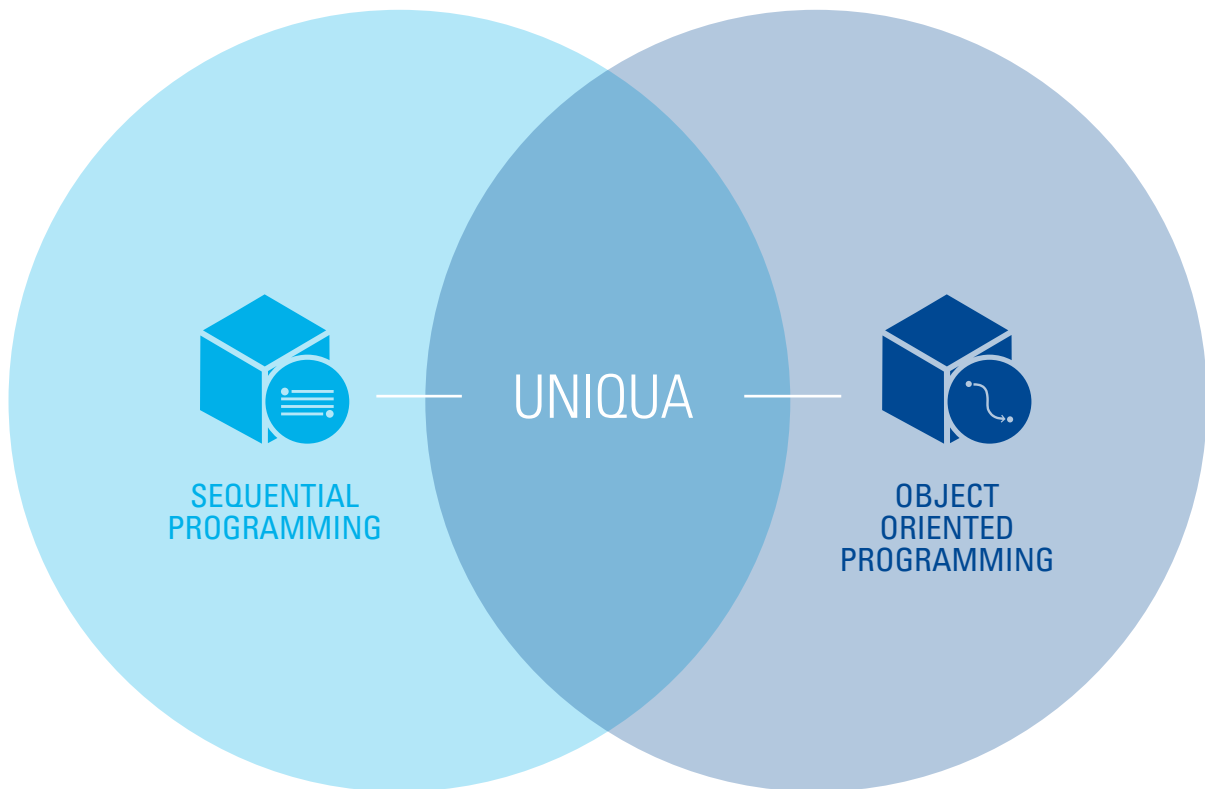 UNIQUA
SEQUENTIAL
PROGRAMMING
OBJECT
ORIENTED
PROGRAMMING